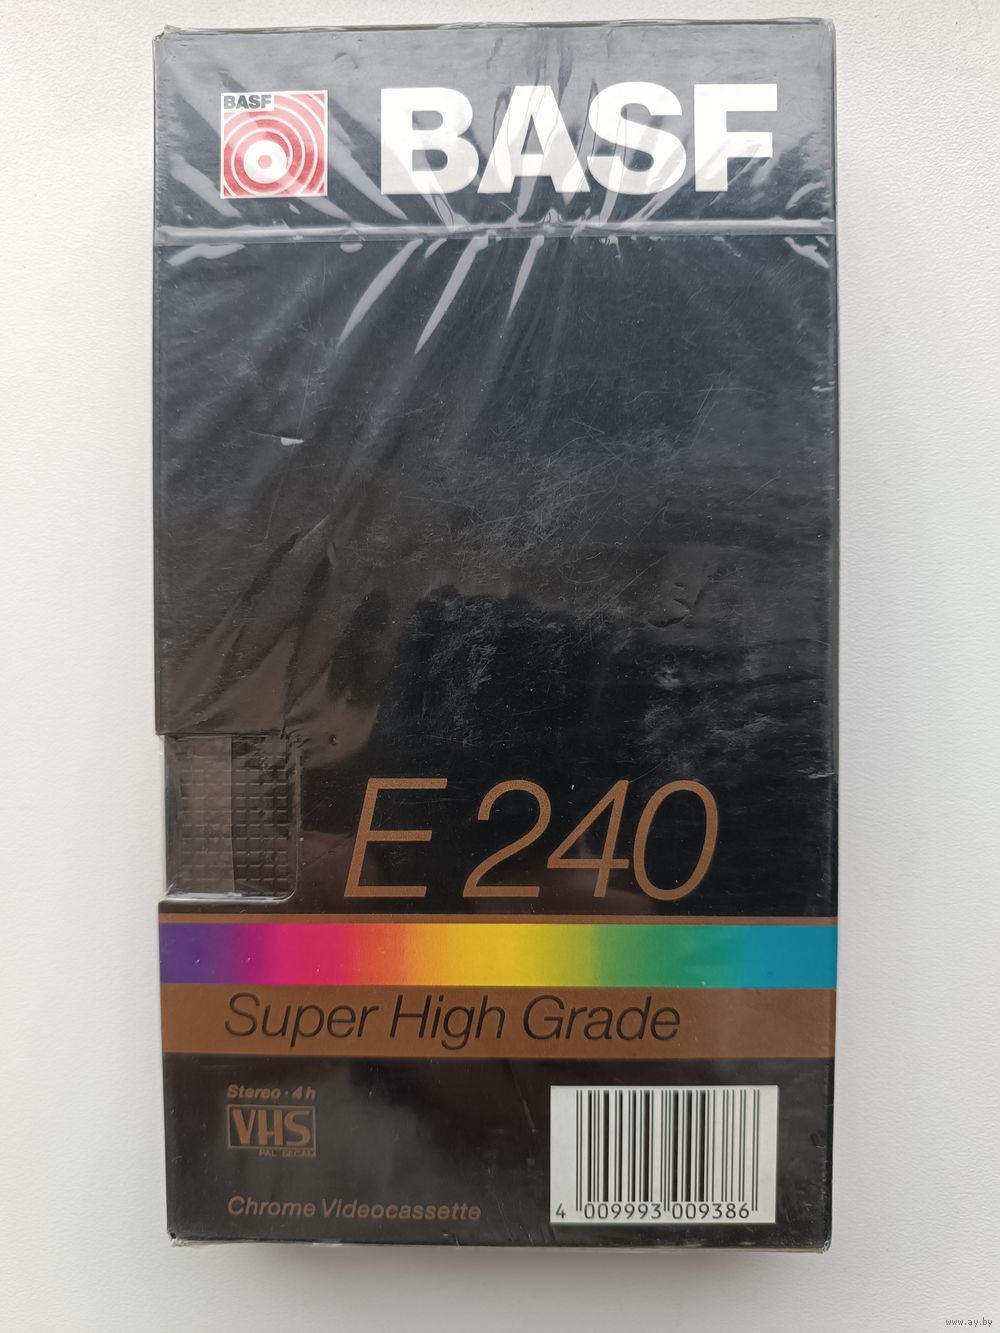 BASF
BASF
E 240
Super High Grade
Stereo · 4 h
VHS
PAL SECAM
Chrome Videocassette
4 009993 009386
www.ay.by